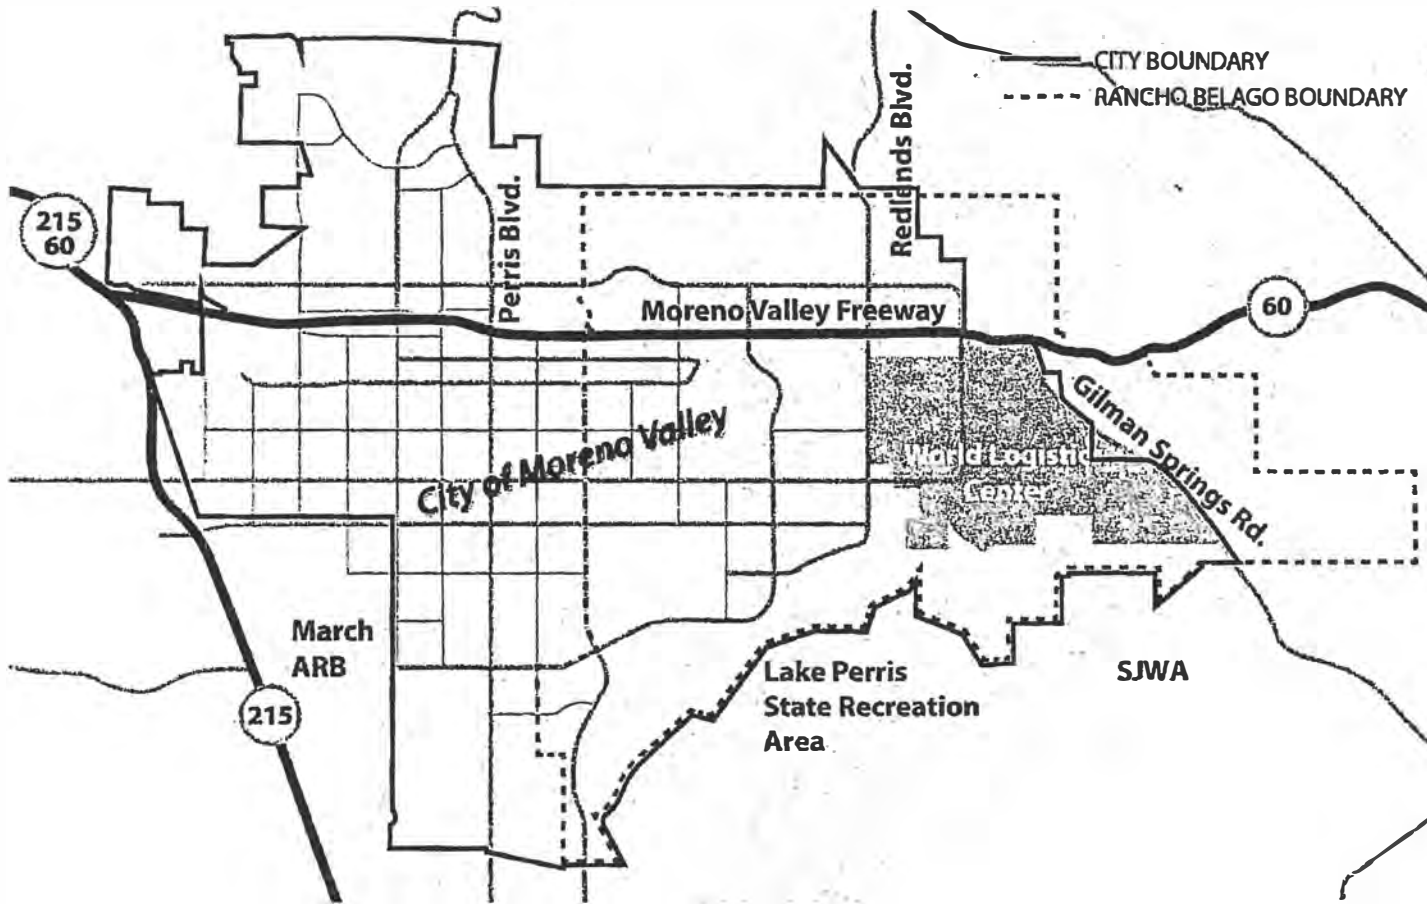 CITY BOUNDARY
RANCHO BELAGO BOUNDARY
Redlends Blvd.
Perris Blvd.
215
60
Moreno Valley Freeway
60
Gilman Springs Rd.
City of Moreno Valley
World Logistic
Center
March
ARB
215
Lake Perris
State Recreation
Area
SJWA